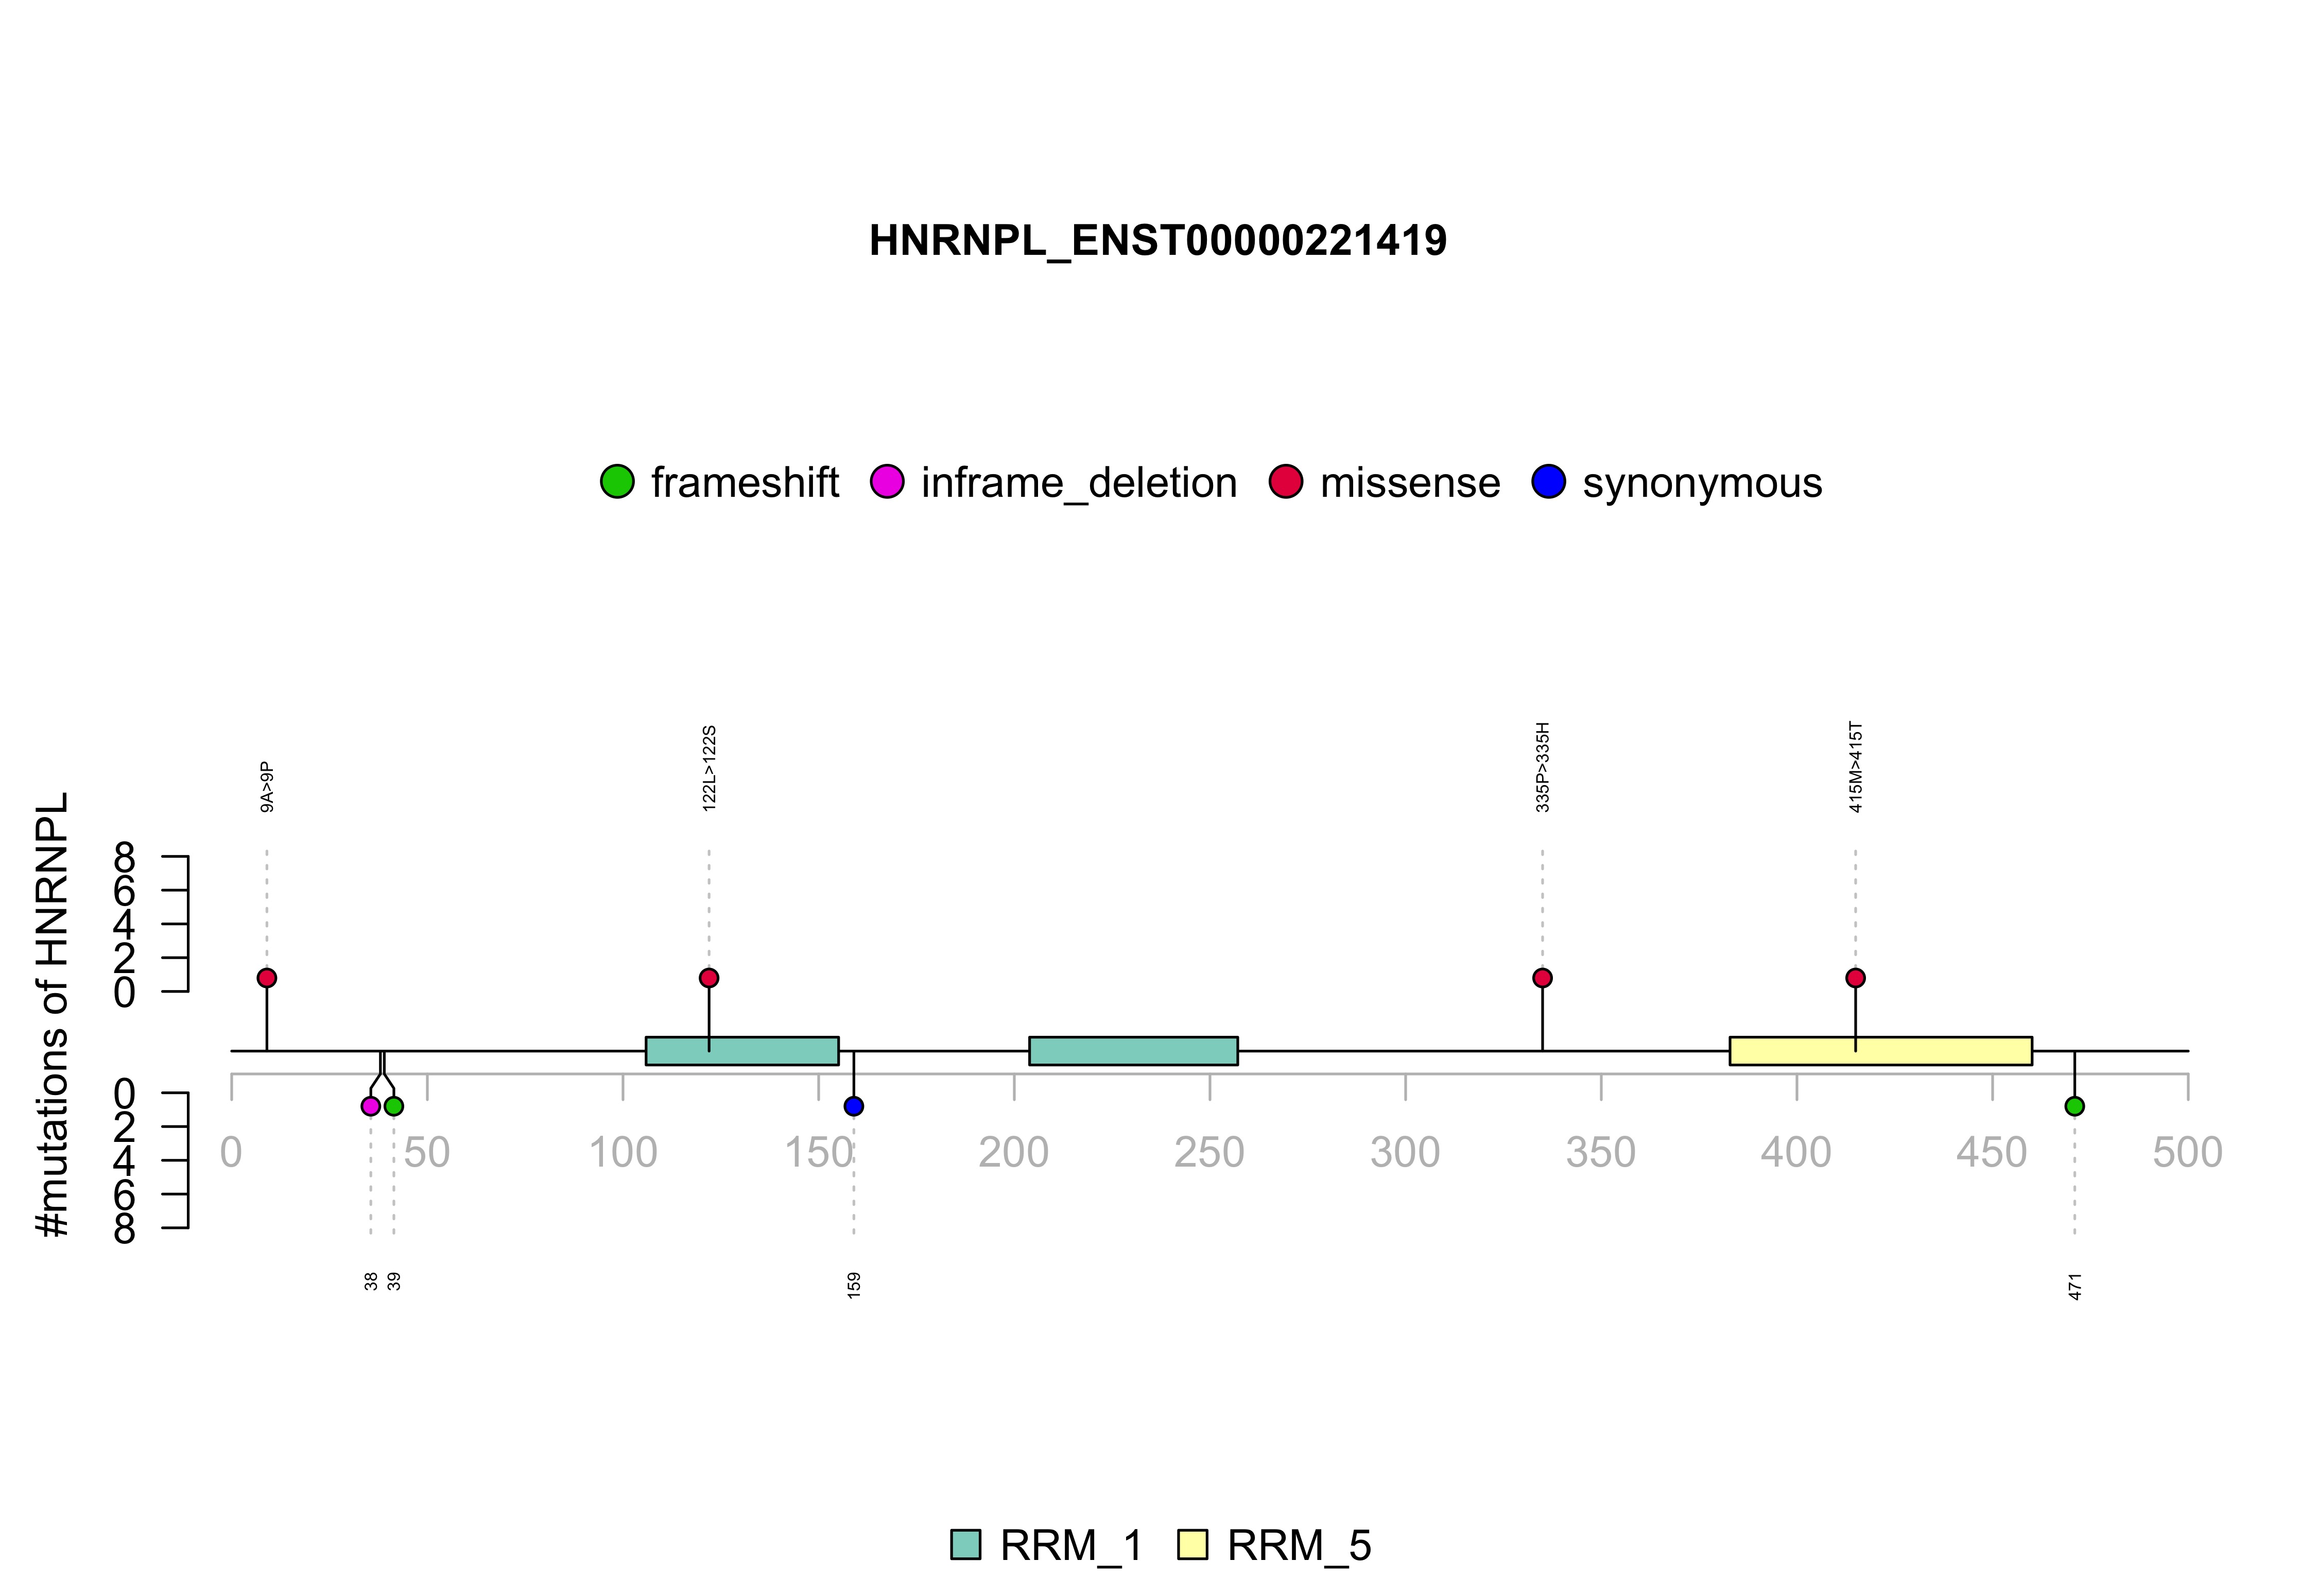 HNRNPL_ENST00000221419
frameshift inframe_deletion missense synonymous
9A>9P 122L>122S 335P>335H 415M>415T
#mutations of HNRNPL
8
6
4
2
0
0
2
4
6
8
0 50 100 150 200 250 300 350 400 450 500
38 39 159 471
RRM_1 RRM_5